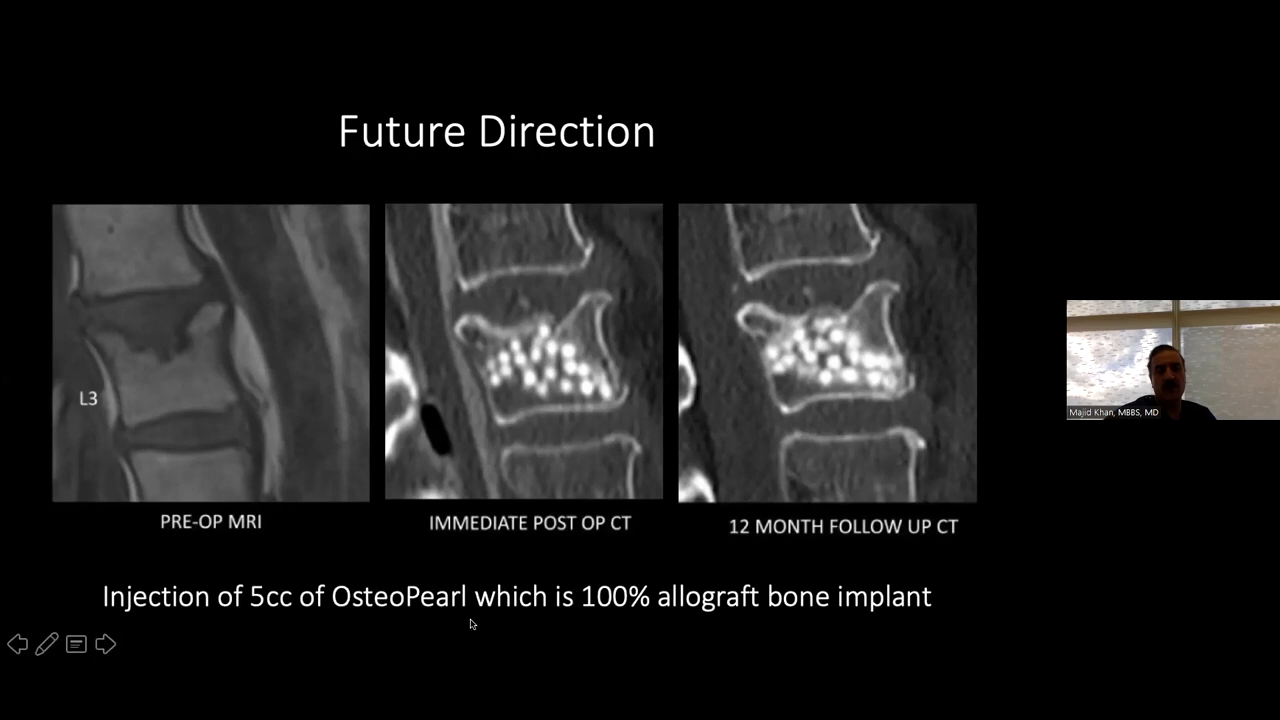 Future Direction
L3
PRE-OP MRI
IMMEDIATE POST OP CT
12 MONTH FOLLOW UP CT
Injection of 5cc of OsteoPearl which is 100% allograft bone implant
Majid Khan, MBBS, MD